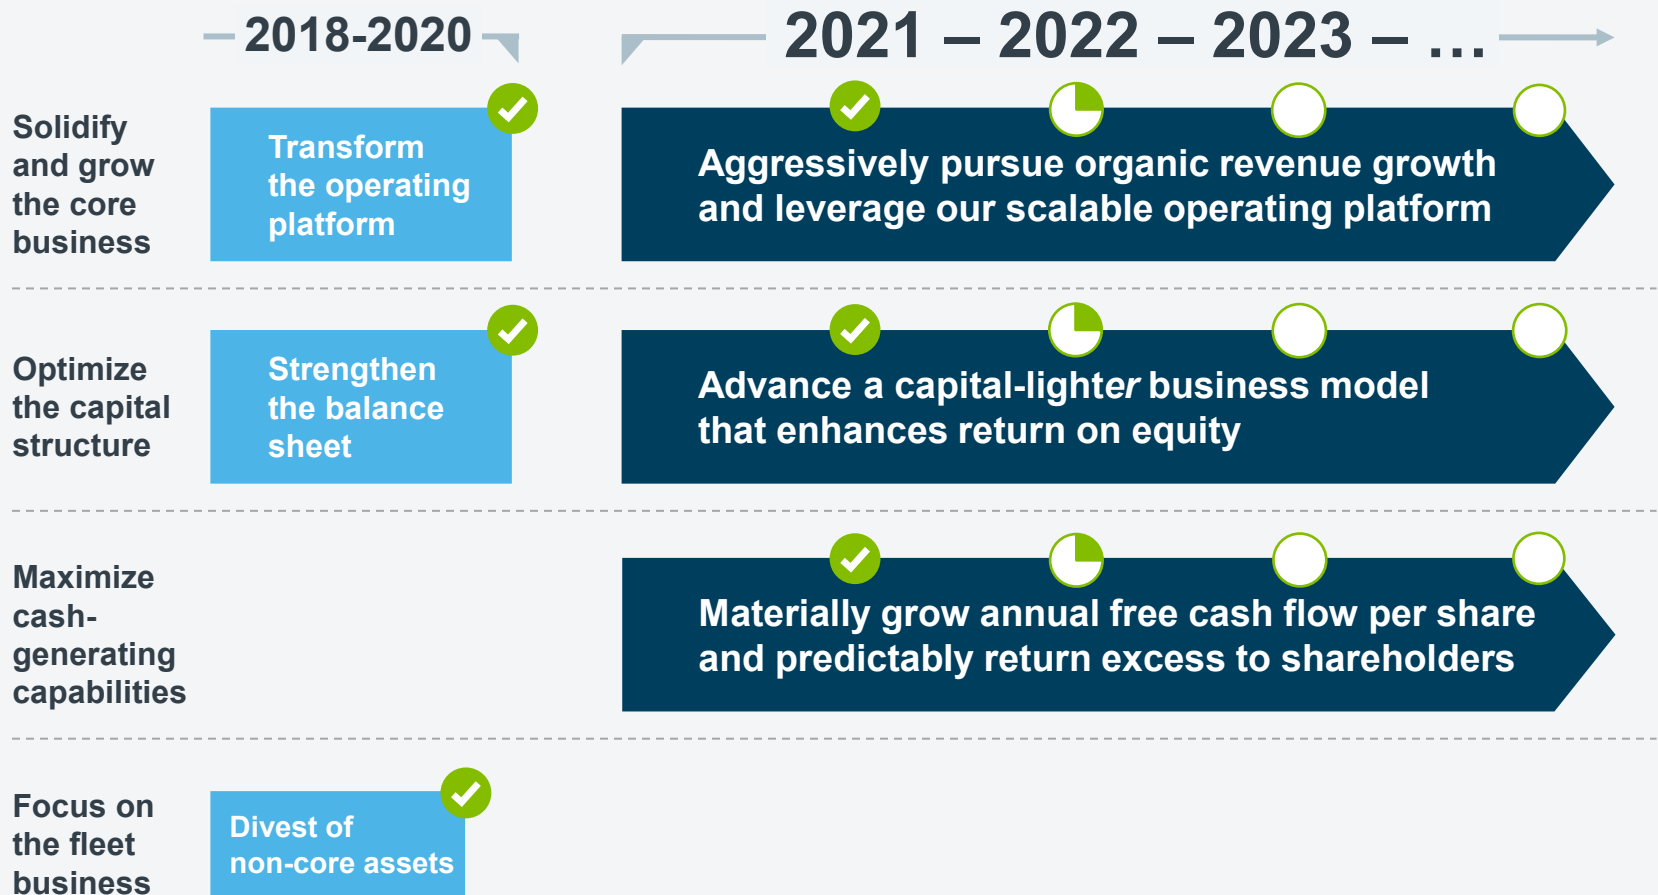 2018-2020
2021 – 2022 – 2023 – …
Solidify
and grow
the core
business
Transform
the operating
platform
Aggressively pursue organic revenue growth
and leverage our scalable operating platform
Optimize
the capital
structure
Strengthen
the balance
sheet
Advance a capital-lighter business model
that enhances return on equity
Maximize
cash-
generating
capabilities
Materially grow annual free cash flow per share
and predictably return excess to shareholders
Focus on
the fleet
business
Divest of
non-core assets